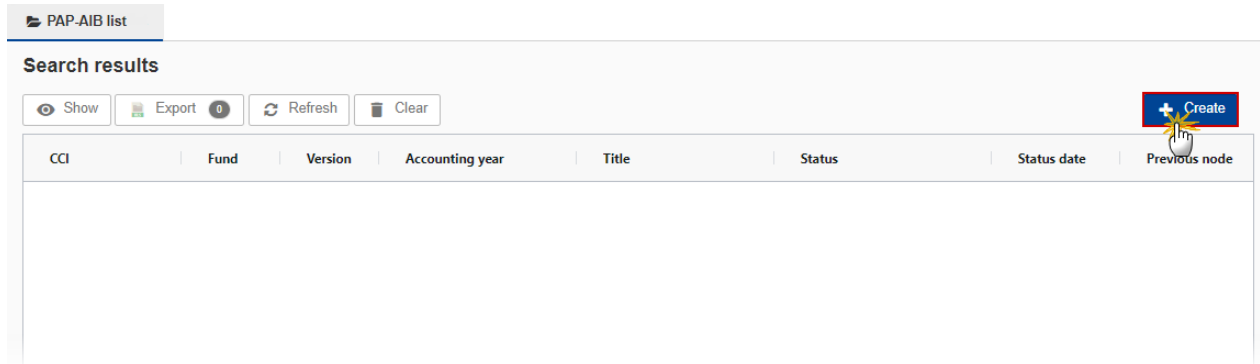 PAP-AIB list
Search results
Show Export 0 Refresh Clear Create
CCI Fund Version Accounting year Title Status Status date Previous node